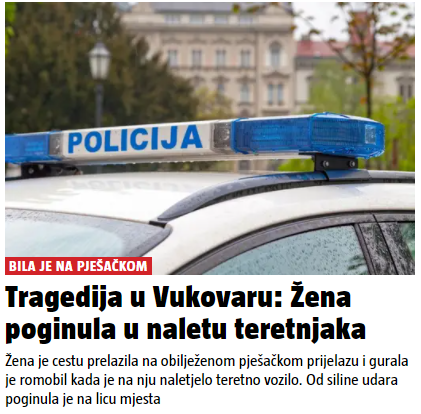 POLICIJA
BILA JE NA PJEŠAČKOM
Tragedija u Vukovaru: Žena
poginula u naletu teretnjaka
Žena je cestu prelazila na obilježenom pješačkom prijelazu i gurala
je romobil kada je na nju naletjelo teretno vozilo. Od siline udara
poginula je na licu mjesta